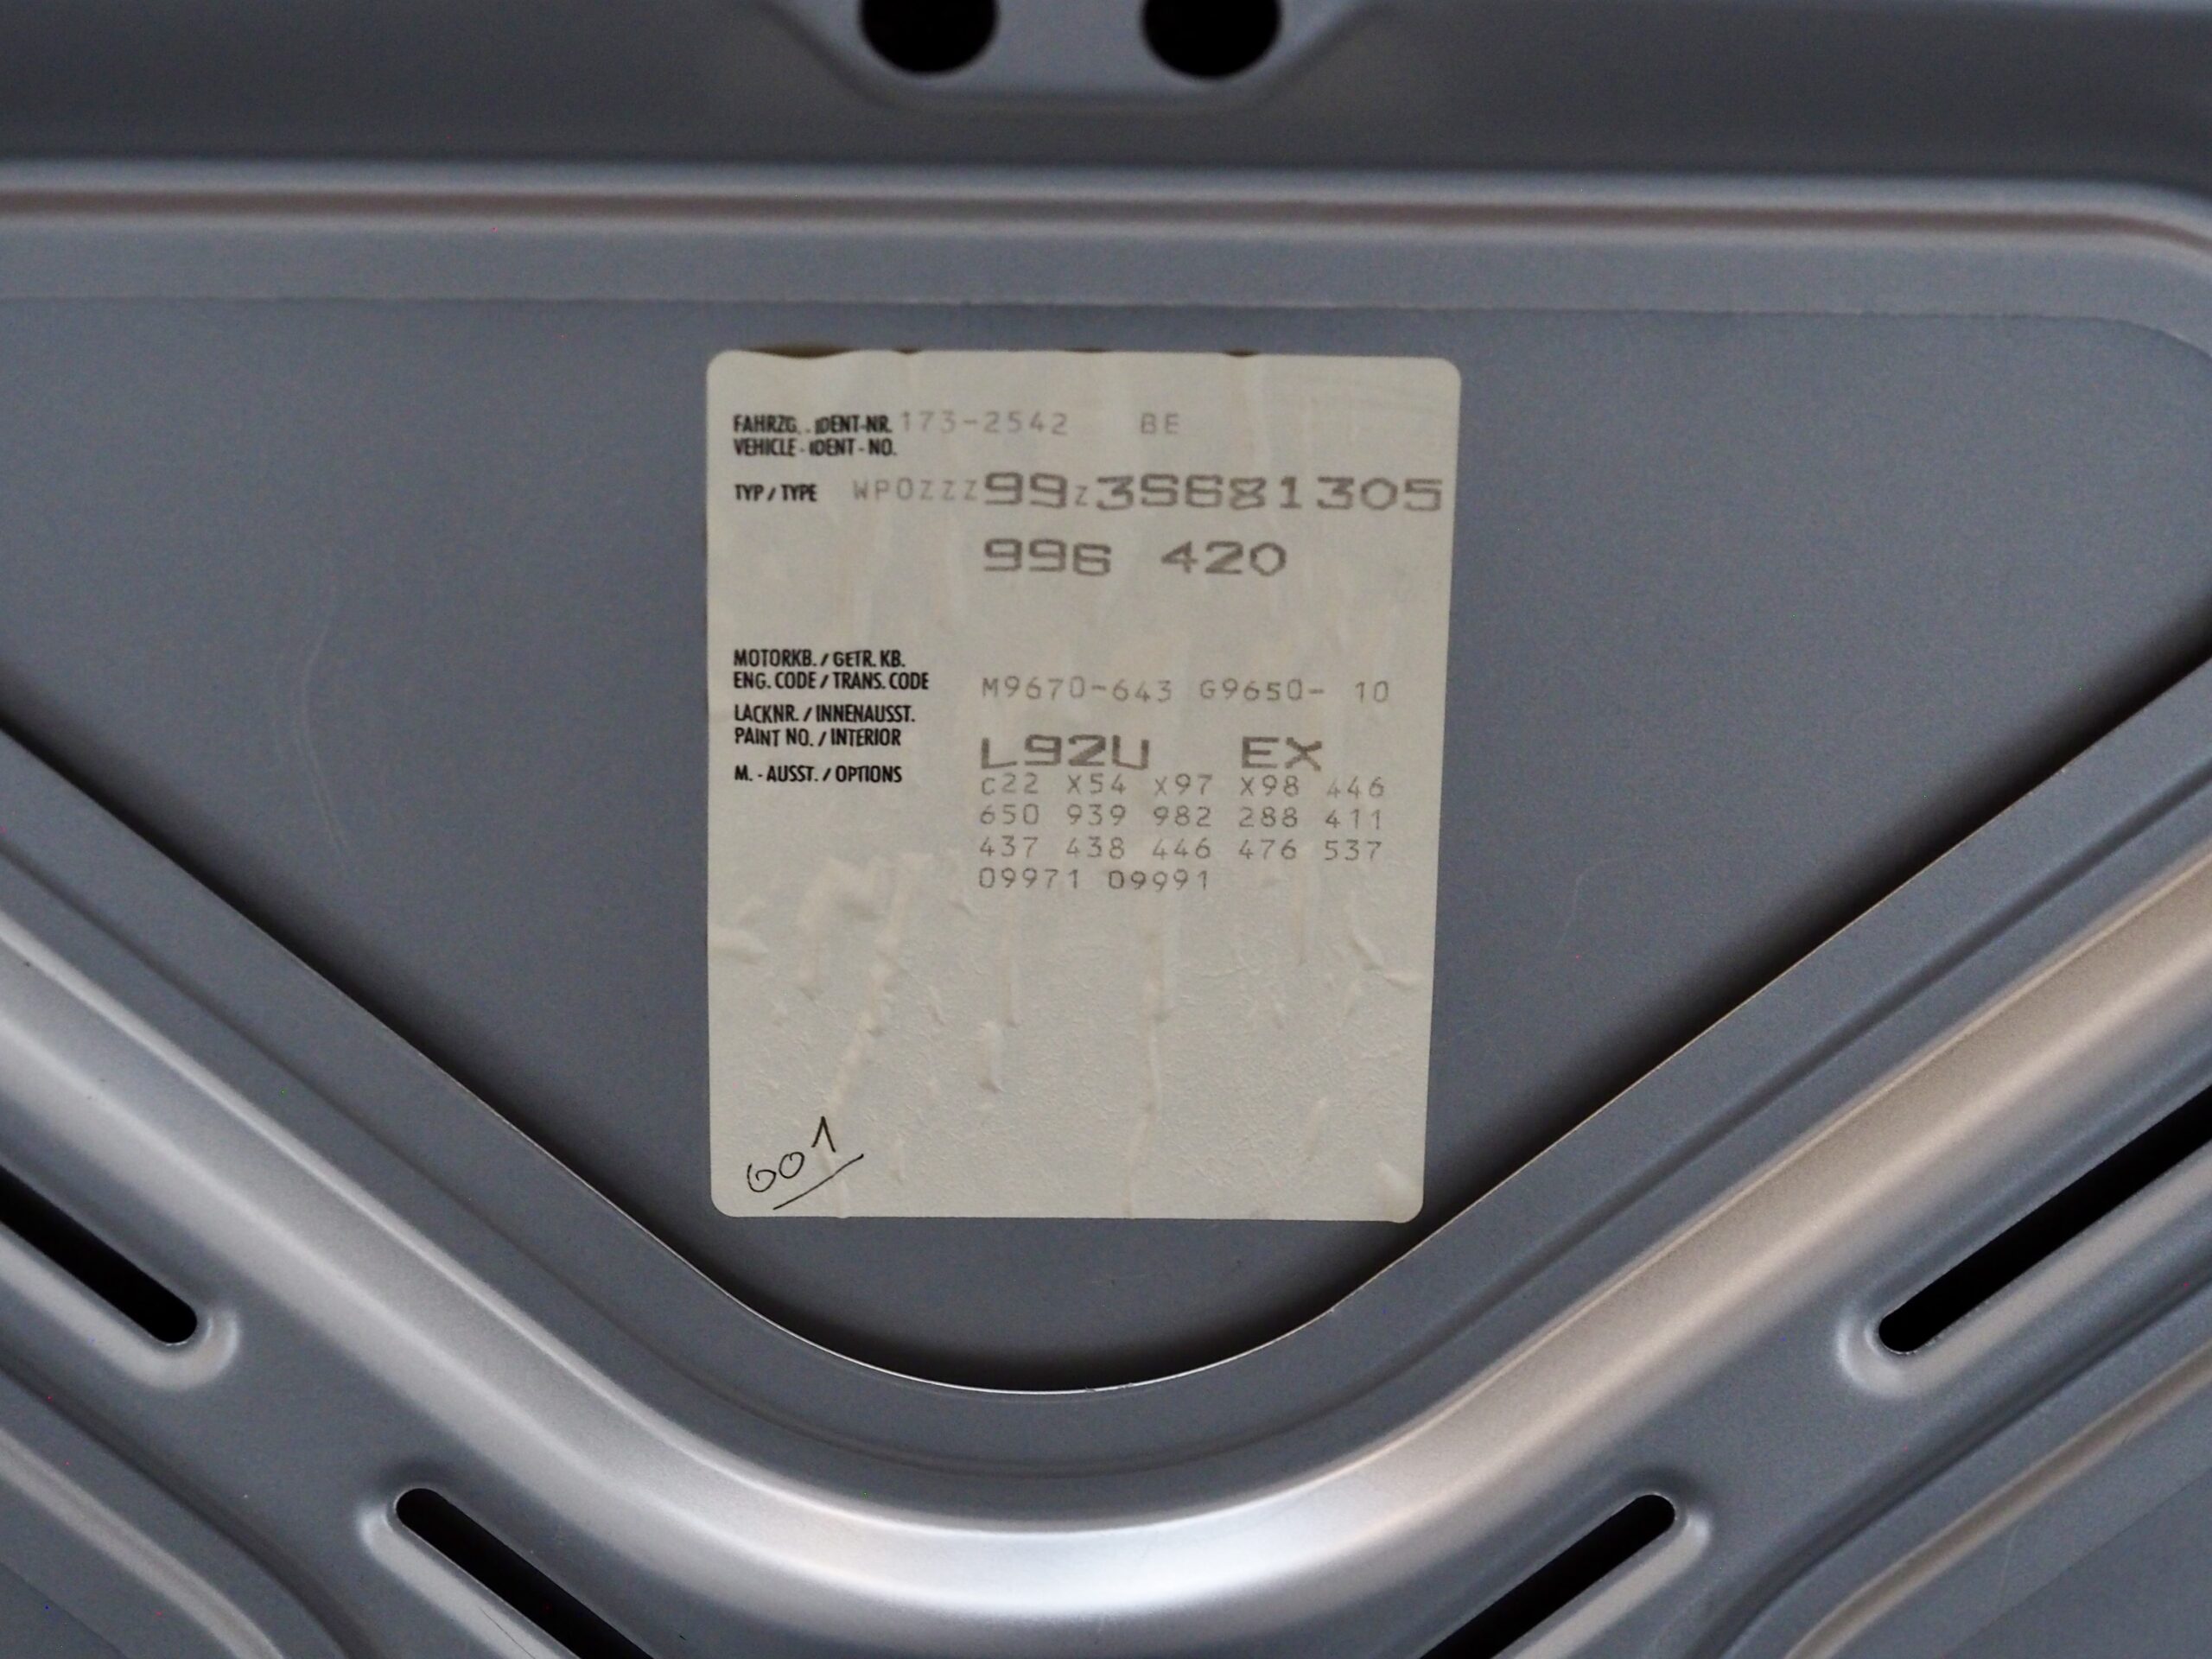 FAHRZG. . IDENT-NR. 173-2542 BE
VEHICLE - IDENT - NO.
TYP / TYPE WP0ZZZ99Z3S681305
996 420
MOTORKB. / GETR. KB.
ENG. CODE / TRANS. CODE M9670-643 G9650- 10
LACKNR. / INNENAUSST.
PAINT NO. / INTERIOR L92U EX
M. - AUSST. / OPTIONS C22 X54 X97 X98 446
650 939 982 288 411
437 438 446 476 537
09971 09991
001